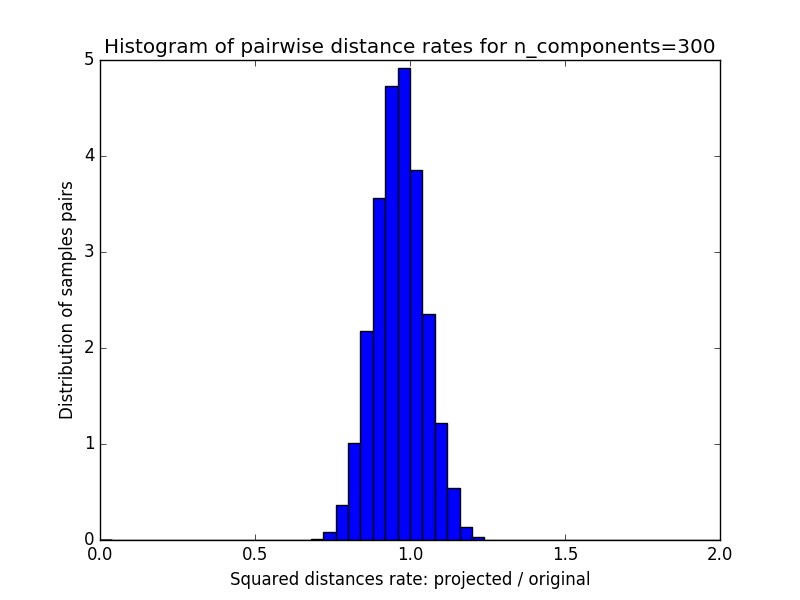 Histogram of pairwise distance rates for n_components=300
5
4
3
2
1
0
Distribution of samples pairs
0.0 0.5 1.0 1.5 2.0
Squared distances rate: projected / original